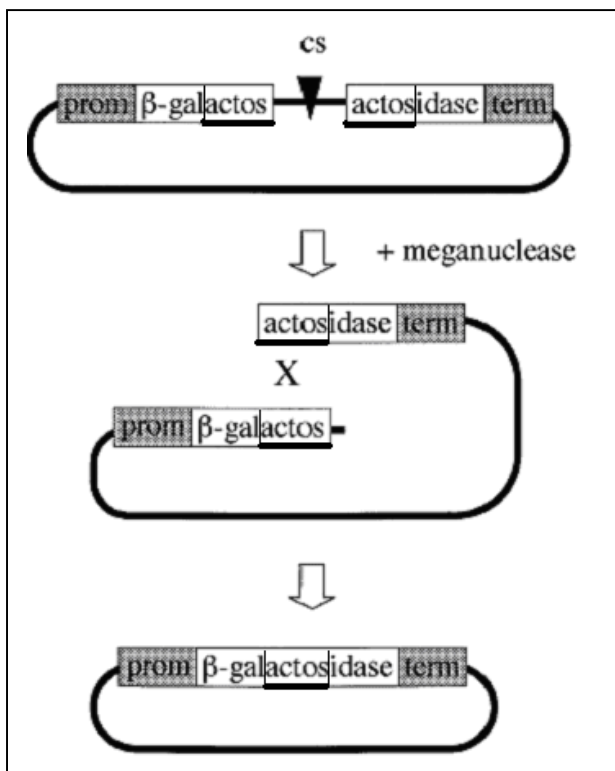 cs
prom β-galactos actosidase term
+ meganuclease
actosidase term
X
prom β-galactos
prom β-galactosidase term